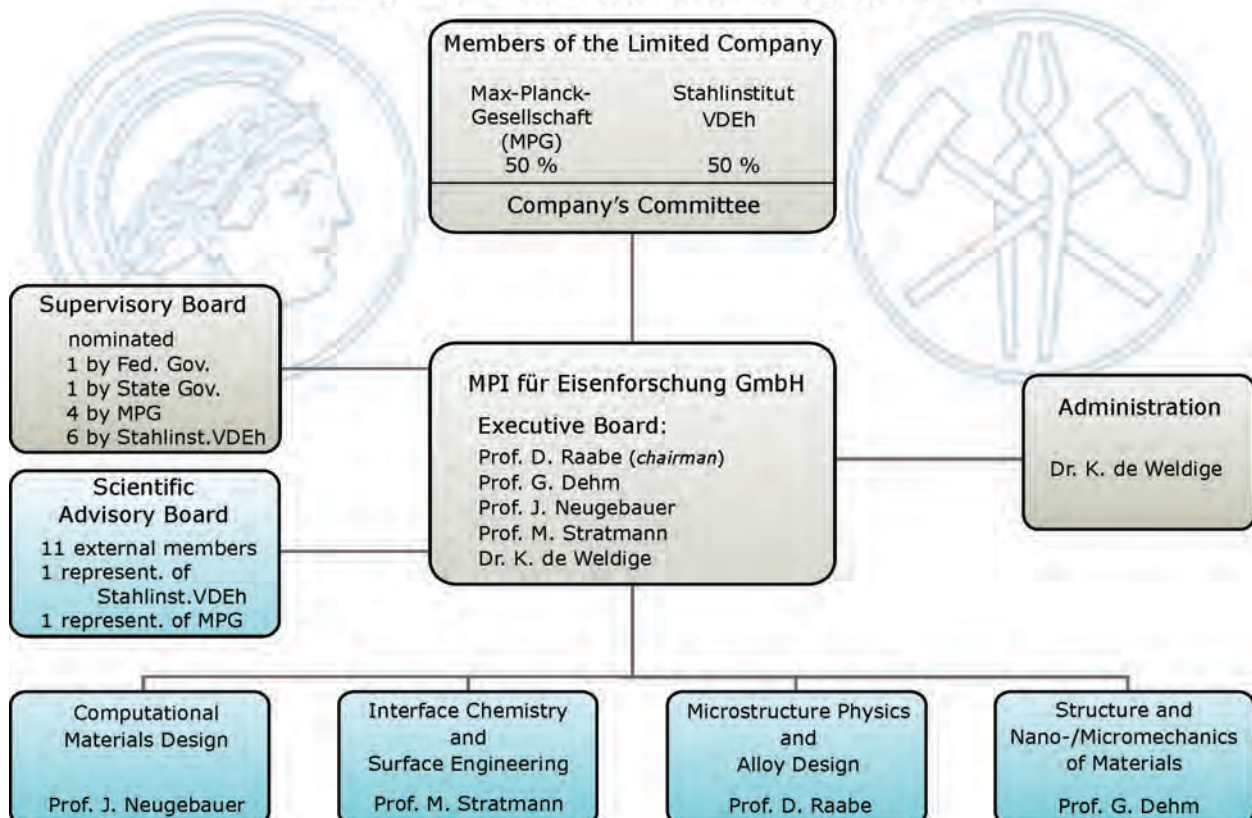 Members of the Limited Company
Max-Planck-
Gesellschaft
(MPG)
50 %
Stahlinstitut
VDEh
50 %
Company's Committee
Supervisory Board
nominated
1 by Fed. Gov.
1 by State Gov.
4 by MPG
6 by Stahlinst.VDEh
Scientific
Advisory Board
11 external members
1 represent. of
Stahlinst.VDEh
1 represent. of MPG
MPI für Eisenforschung GmbH
Executive Board:
Prof. D. Raabe (chairman)
Prof. G. Dehm
Prof. J. Neugebauer
Prof. M. Stratmann
Dr. K. de Weldige
Administration
Dr. K. de Weldige
Computational
Materials Design
Prof. J. Neugebauer
Interface Chemistry
and
Surface Engineering
Prof. M. Stratmann
Microstructure Physics
and
Alloy Design
Prof. D. Raabe
Structure and
Nano-/Micromechanics
of Materials
Prof. G. Dehm